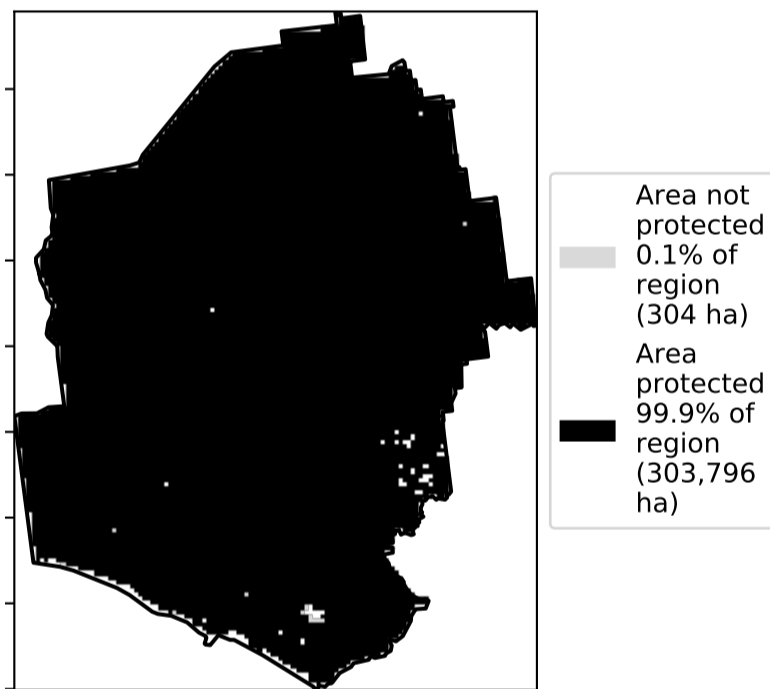 Area not
protected
0.1% of
region
(304 ha)
Area
protected
99.9% of
region
(303,796
ha)